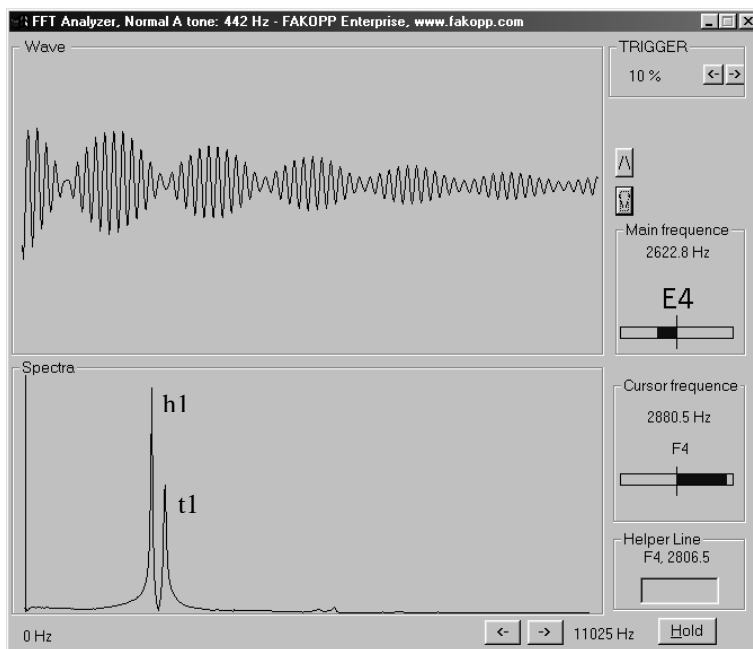 FFT Analyzer, Normal A tone: 442 Hz - FAKOPP Enterprise, www.fakopp.com
Wave
TRIGGER
10 %
<- ->
Main frequence
2622.8 Hz
E4
Spectra
h1
t1
Cursor frequence
2880.5 Hz
F4
Helper Line
F4, 2806.5
0 Hz
<- -> 11025 Hz Hold